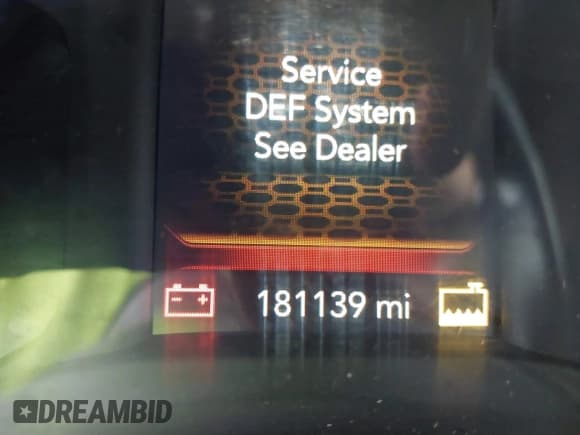 Service
DEF System
See Dealer
181139 mi
DREAMBID